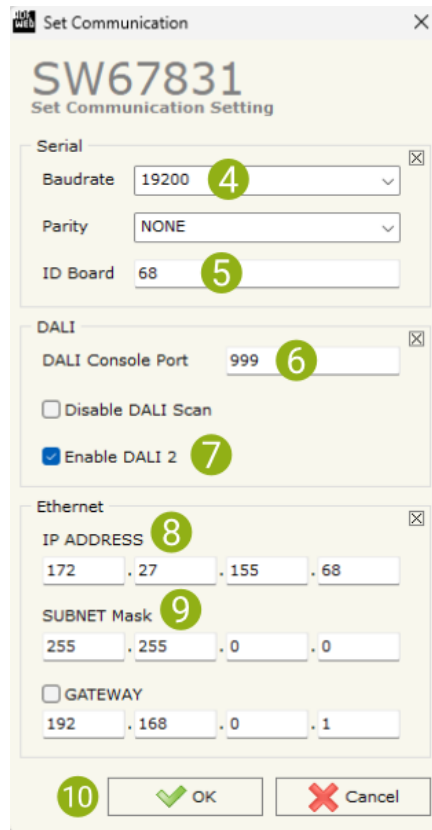 Set Communication
SW67831
Set Communication Setting
Serial
Baudrate 19200 4
Parity NONE
ID Board 68 5
DALI
DALI Console Port 999 6
Disable DALI Scan
Enable DALI 2 7
Ethernet
IP ADDRESS 8
172 . 27 . 155 . 68
SUBNET Mask 9
255 . 255 . 0 . 0
GATEWAY
192 . 168 . 0 . 1
10 OK Cancel